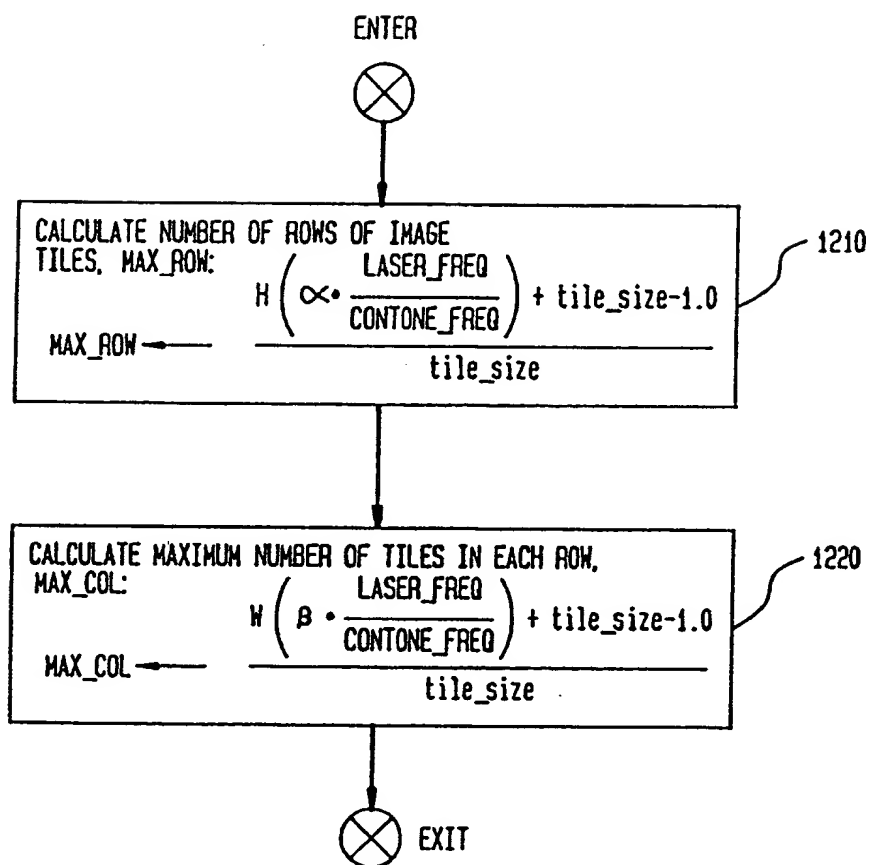 ENTER
CALCULATE NUMBER OF ROWS OF IMAGE
TILES, MAX_ROW:
MAX_ROW ← H(∝ • LASER_FREQ / CONTONE_FREQ) + tile_size-1.0 / tile_size
1210
CALCULATE MAXIMUM NUMBER OF TILES IN EACH ROW,
MAX_COL:
MAX_COL ← W(β • LASER_FREQ / CONTONE_FREQ) + tile_size-1.0 / tile_size
1220
EXIT